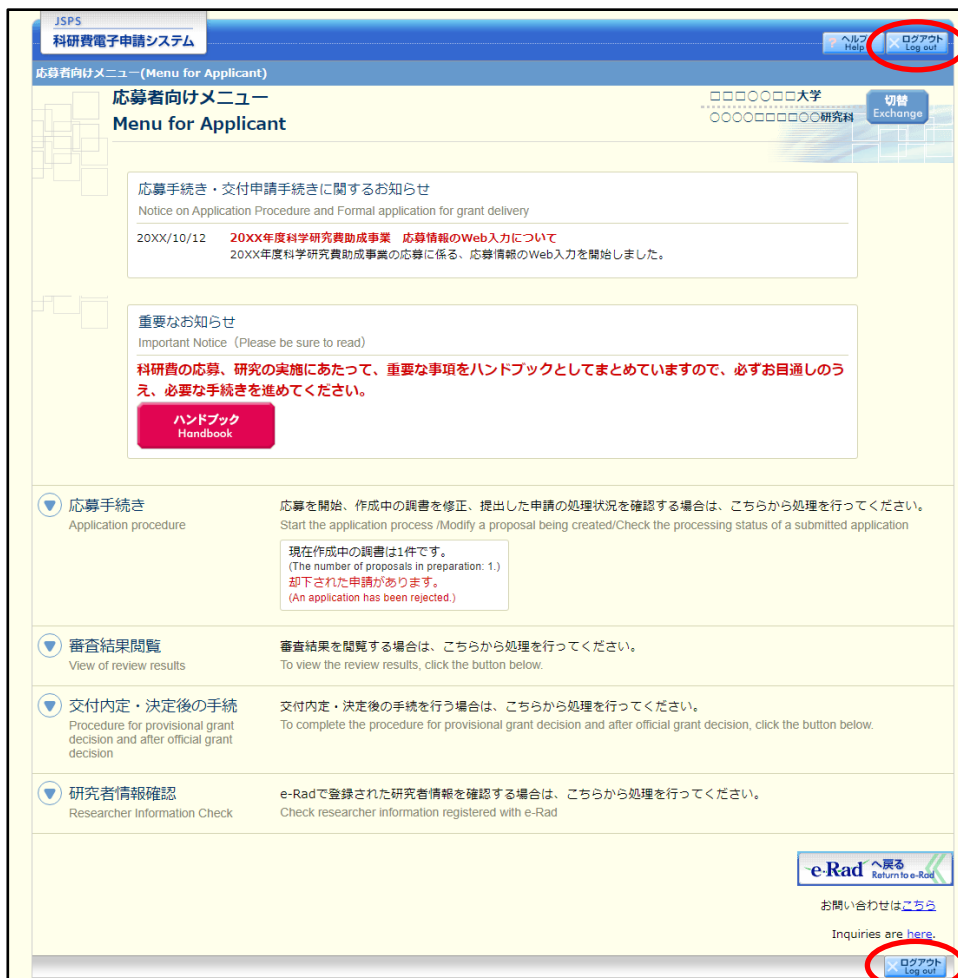 JSPS
科研費電子申請システム
? ヘルプ
Help
ログアウト
Log out
応募者向けメニュー(Menu for Applicant)
応募者向けメニュー
Menu for Applicant
□□□○○□□大学
○○○○□□□□○○研究科
切替
Exchange
応募手続き・交付申請手続きに関するお知らせ
Notice on Application Procedure and Formal application for grant delivery
20XX/10/12 20XX年度科学研究費助成事業 応募情報のWeb入力について
20XX年度科学研究費助成事業の応募に係る、応募情報のWeb入力を開始しました。
重要なお知らせ
Important Notice（Please be sure to read）
科研費の応募、研究の実施にあたって、重要な事項をハンドブックとしてまとめていますので、必ずお目通しのう
え、必要な手続きを進めてください。
ハンドブック
Handbook
応募手続き
Application procedure
応募を開始、作成中の調書を修正、提出した申請の処理状況を確認する場合は、こちらから処理を行ってください。
Start the application process /Modify a proposal being created/Check the processing status of a submitted application
現在作成中の調書は1件です。
(The number of proposals in preparation: 1.)
却下された申請があります。
(An application has been rejected.)
審査結果閲覧
View of review results
審査結果を閲覧する場合は、こちらから処理を行ってください。
To view the review results, click the button below.
交付内定・決定後の手続
Procedure for provisional grant
decision and after official grant
decision
交付内定・決定後の手続を行う場合は、こちらから処理を行ってください。
To complete the procedure for provisional grant decision and after official grant decision, click the button below.
研究者情報確認
Researcher Information Check
e-Radで登録された研究者情報を確認する場合は、こちらから処理を行ってください。
Check researcher information registered with e-Rad
e-Rad へ戻る
Return to e-Rad
お問い合わせはこちら
Inquiries are here.
ログアウト
Log out